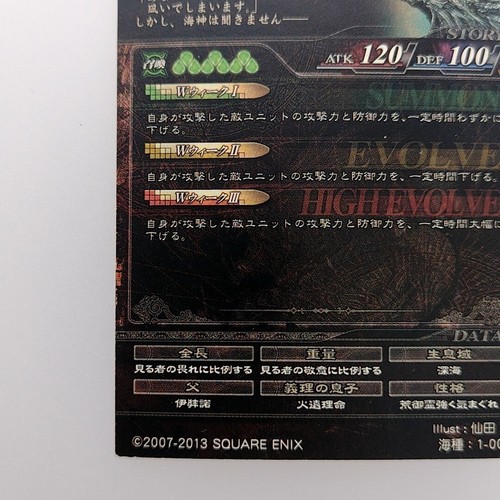 凪いでしまいます。」
しかし、海神は聞きません――
STORY
召喚
ATK 120 DEF 100
WウィークⅠ
SUMMON
自身が攻撃した敵ユニットの攻撃力と防御力を、一定時間わずかに
下げる。
WウィークⅡ
EVOLVE
自身が攻撃した敵ユニットの攻撃力と防御力を、一定時間下げる。
WウィークⅢ
HIGH EVOLVE
自身が攻撃した敵ユニットの攻撃力と防御力を、一定時間大幅に
下げる。
DATA
全長 重量 生息域
見る者の畏れに比例する 見る者の敬意に比例する 深海
父 義理の息子 性格
伊弉諾 火遠理命 荒御霊強く気まぐれ
Illust：仙田
©2007-2013 SQUARE ENIX
海種：1-00